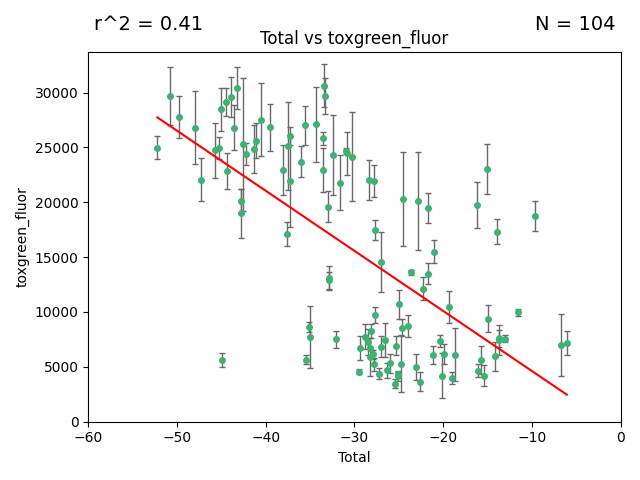 r^2 = 0.41
N = 104
Total vs toxgreen_fluor
30000
25000
20000
15000
10000
5000
0
toxgreen_fluor
−60
−50
−40
−30
−20
−10
0
Total